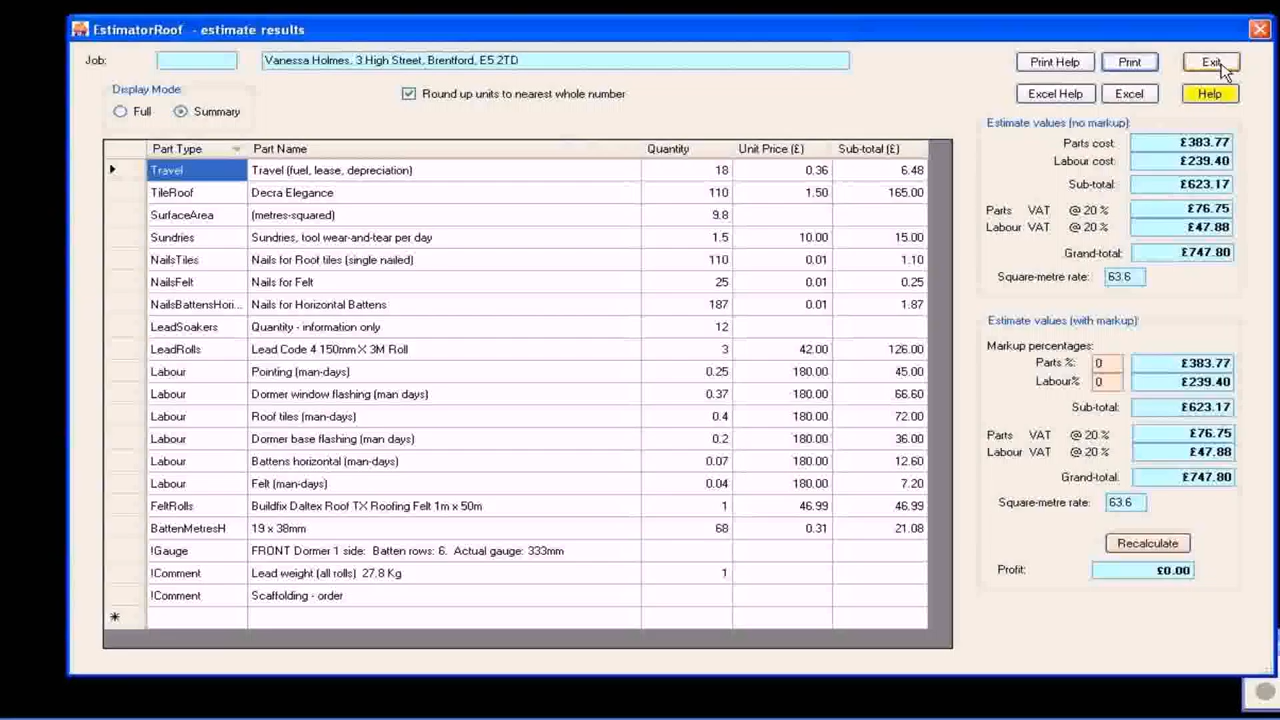 EstimatorRoof - estimate results
Job: Vanessa Holmes, 3 High Street, Brentford, E5 2TD
Print Help Print Exit
Display Mode:
Full Summary
Round up units to nearest whole number
Excel Help Excel Help
Part Type Part Name Quantity Unit Price (£) Sub-total (£)
Travel Travel (fuel, lease, depreciation) 18 0.36 6.48
TileRoof Decra Elegance 110 1.50 165.00
SurfaceArea (metres-squared) 9.8
Sundries Sundries, tool wear-and-tear per day 1.5 10.00 15.00
NailsTiles Nails for Roof tiles (single nailed) 110 0.01 1.10
NailsFelt Nails for Felt 25 0.01 0.25
NailsBattensHori... Nails for Horizontal Battens 187 0.01 1.87
LeadSoakers Quantity - information only 12
LeadRolls Lead Code 4 150mm X 3M Roll 3 42.00 126.00
Labour Pointing (man-days) 0.25 180.00 45.00
Labour Dormer window flashing (man days) 0.37 180.00 66.60
Labour Roof tiles (man-days) 0.4 180.00 72.00
Labour Dormer base flashing (man days) 0.2 180.00 36.00
Labour Battens horizontal (man-days) 0.07 180.00 12.60
Labour Felt (man-days) 0.04 180.00 7.20
FeltRolls Buildfix Daltex Roof TX Roofing Felt 1m x 50m 1 46.99 46.99
BattenMetresH 19 x 38mm 68 0.31 21.08
!Gauge FRONT Dormer 1 side: Batten rows: 6. Actual gauge: 333mm
!Comment Lead weight (all rolls) 27.8 Kg 1
!Comment Scaffolding - order
Estimate values (no markup):
Parts cost: £383.77
Labour cost: £239.40
Sub-total: £623.17
Parts VAT @ 20 % £76.75
Labour VAT @ 20 % £47.88
Grand-total: £747.80
Square-metre rate: 63.6
Estimate values (with markup):
Markup percentages:
Parts %: 0 £383.77
Labour% 0 £239.40
Sub-total: £623.17
Parts VAT @ 20 % £76.75
Labour VAT @ 20 % £47.88
Grand-total: £747.80
Square-metre rate: 63.6
Recalculate
Profit: £0.00